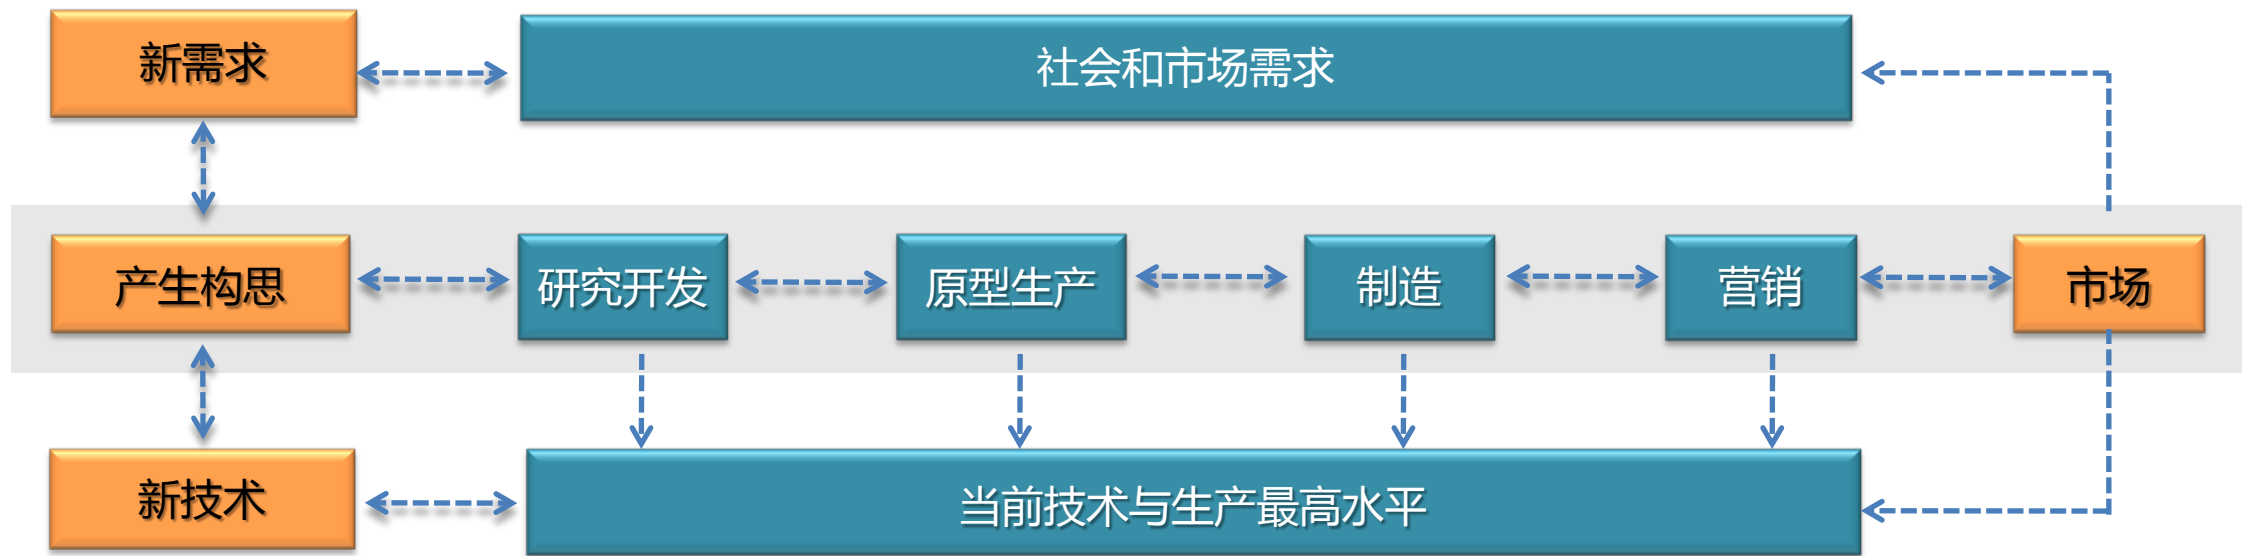 新需求
社会和市场需求
产生构思
研究开发
原型生产
制造
营销
市场
新技术
当前技术与生产最高水平